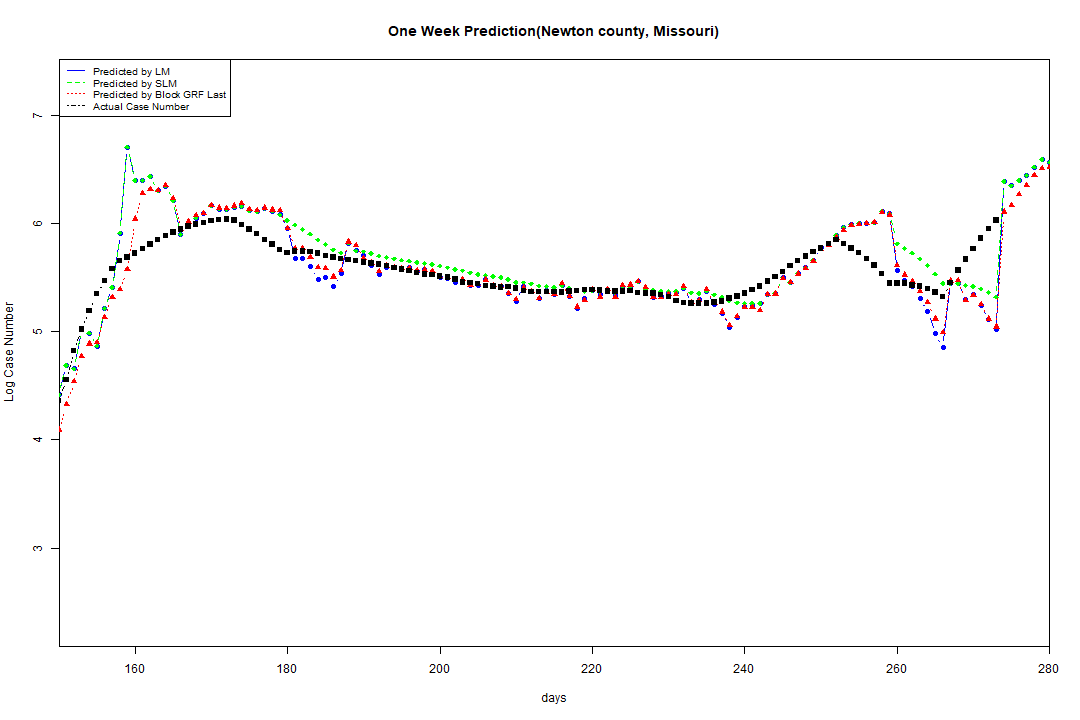 One Week Prediction(Newton county, Missouri)
Predicted by LM
Predicted by SLM
Predicted by Block GRF Last
Actual Case Number
7
6
5
4
3
Log Case Number
160 180 200 220 240 260 280
days